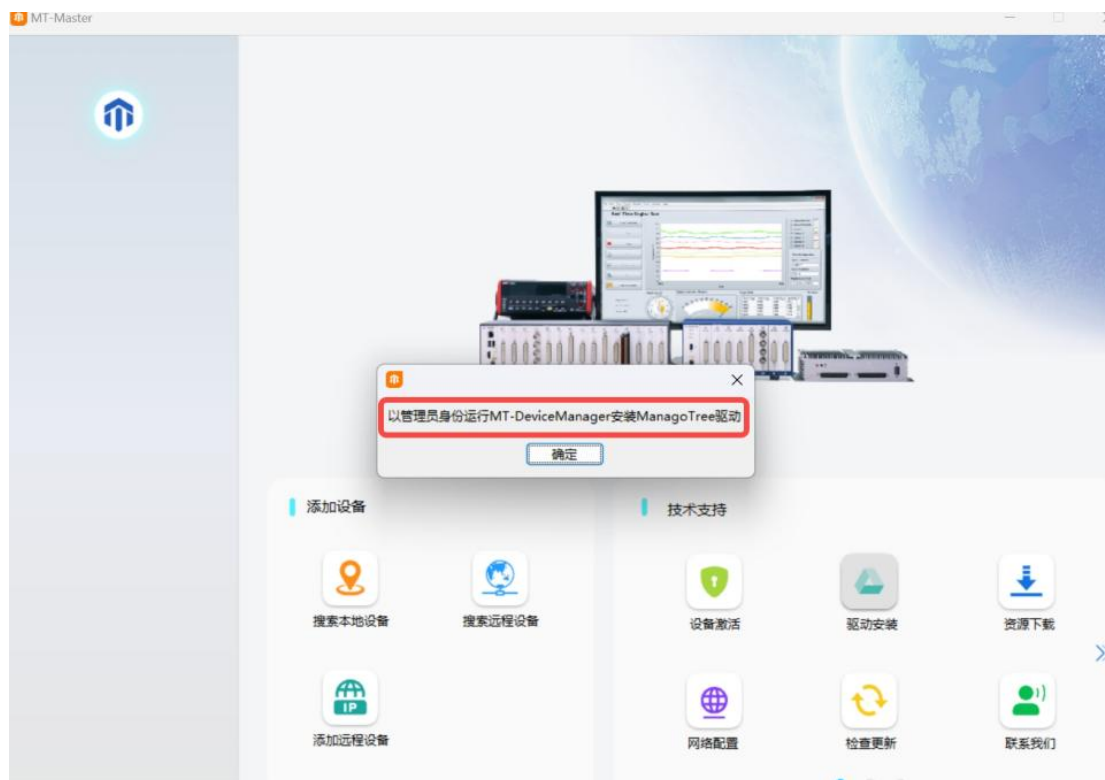 MT-Master
以管理员身份运行MT-DeviceManager安装ManagoTree驱动
确定
添加设备
技术支持
搜索本地设备
搜索远程设备
设备激活
驱动安装
资源下载
IP
添加远程设备
网络配置
检查更新
联系我们